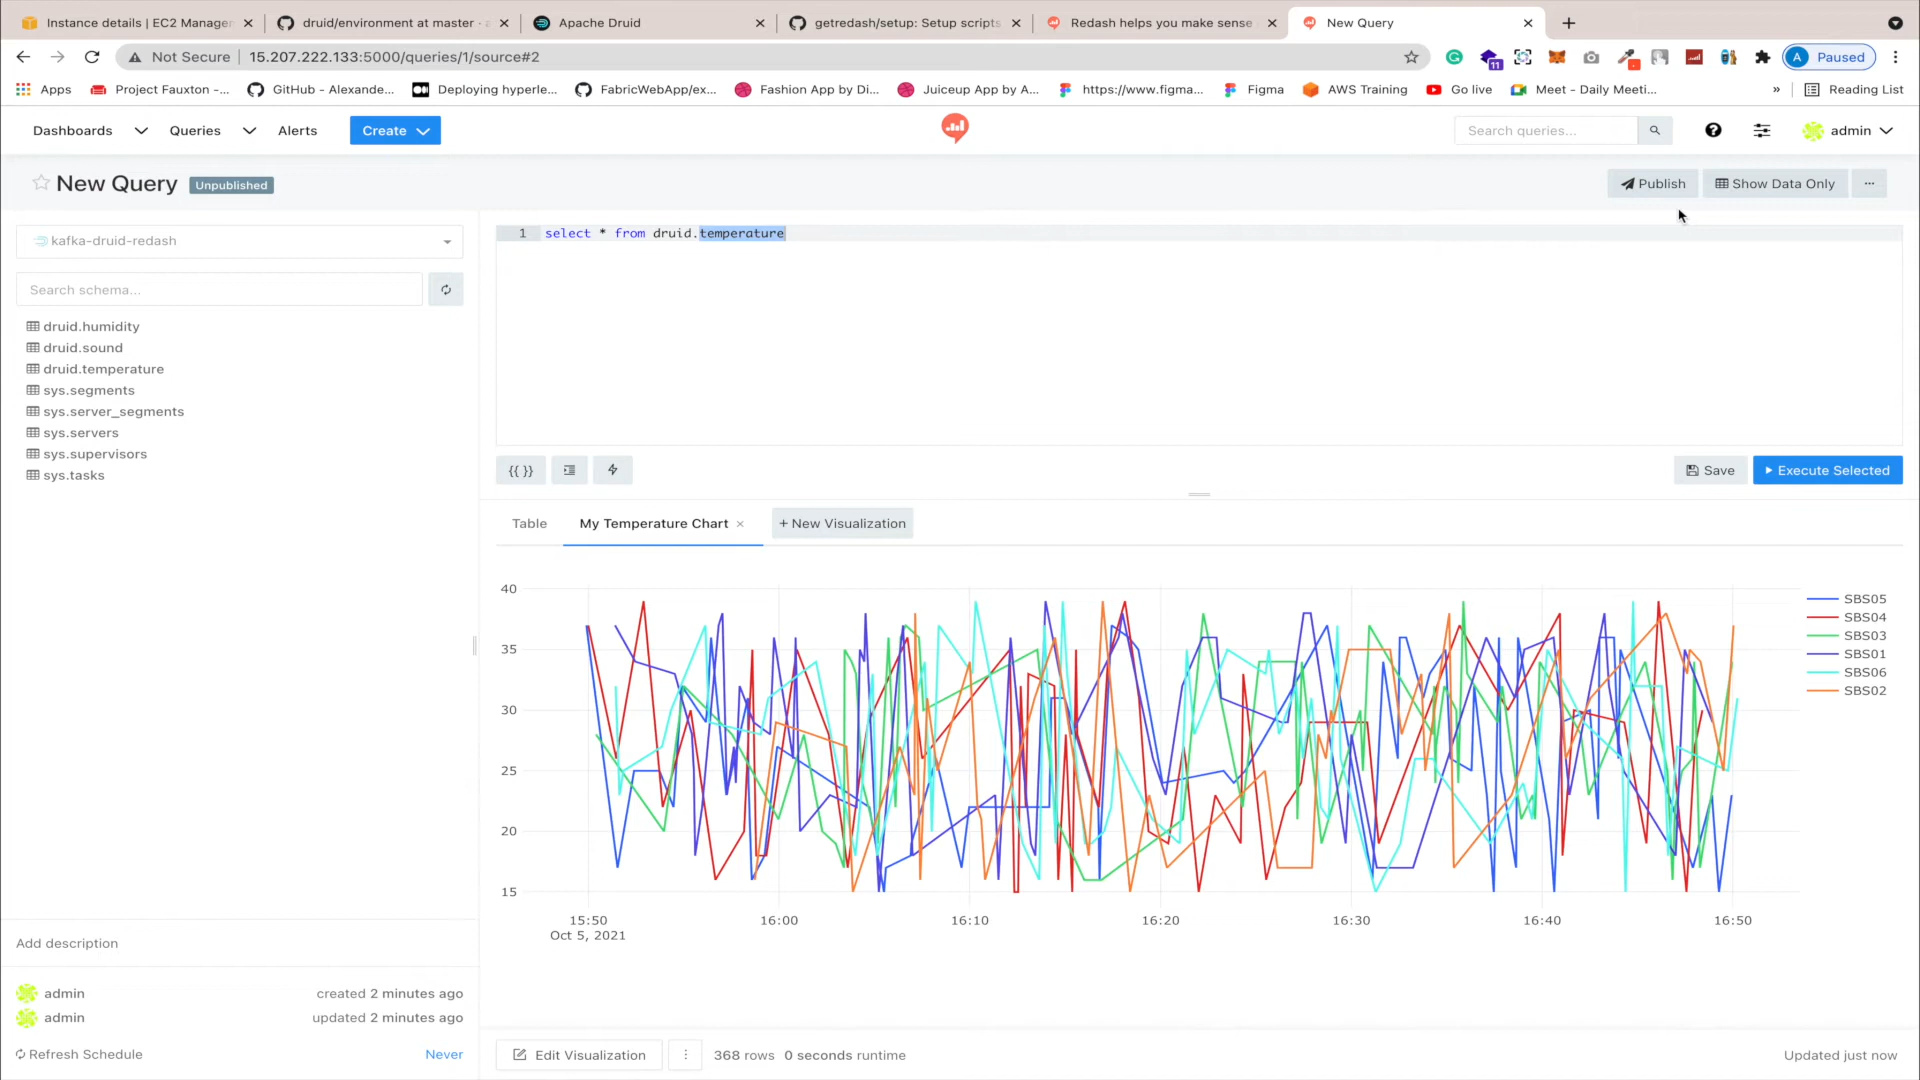 Instance details | EC2 Manager
druid/environment at master ·
Apache Druid
getredash/setup: Setup scripts
Redash helps you make sense
New Query
Not Secure | 15.207.222.133:5000/queries/1/source#2
11
A Paused
Apps
Project Fauxton -...
GitHub - Alexande...
Deploying hyperle...
FabricWebApp/ex...
Fashion App by Di...
Juiceup App by A...
https://www.figma...
Figma
AWS Training
Go live
Meet - Daily Meeti...
»
Reading List
Dashboards
Queries
Alerts
Create
Search queries...
admin
New Query
Unpublished
Publish
Show Data Only
kafka-druid-redash
Search schema...
druid.humidity
druid.sound
druid.temperature
sys.segments
sys.server_segments
sys.servers
sys.supervisors
sys.tasks
1 select * from druid.temperature
{{ }}
Save
Execute Selected
Table
My Temperature Chart ×
+ New Visualization
40
35
30
25
20
15
15:50
Oct 5, 2021
16:00
16:10
16:20
16:30
16:40
16:50
SBS05
SBS04
SBS03
SBS01
SBS06
SBS02
Add description
admin created 2 minutes ago
admin updated 2 minutes ago
Refresh Schedule Never
Edit Visualization
368 rows 0 seconds runtime
Updated just now